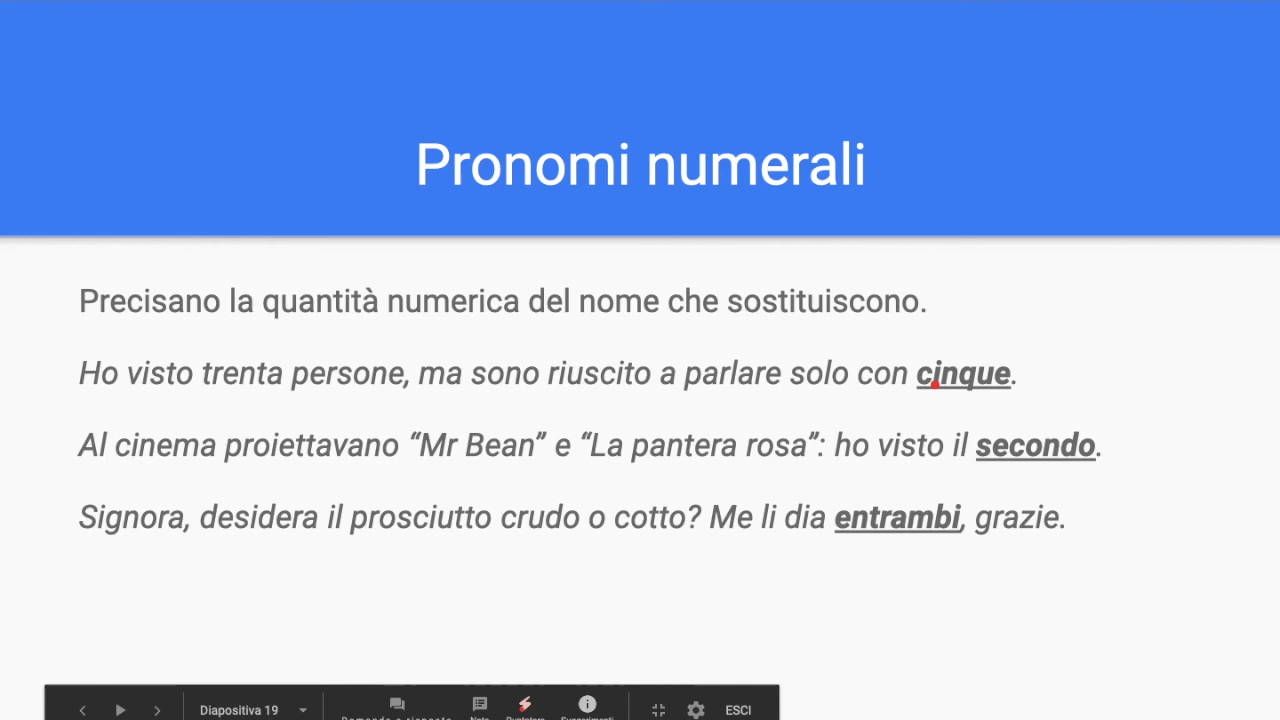 Pronomi numerali
Precisano la quantità numerica del nome che sostituiscono.
Ho visto trenta persone, ma sono riuscito a parlare solo con cinque.
Al cinema proiettavano “Mr Bean” e “La pantera rosa”: ho visto il secondo.
Signora, desidera il prosciutto crudo o cotto? Me li dia entrambi, grazie.
Diapositiva 19 ESCI